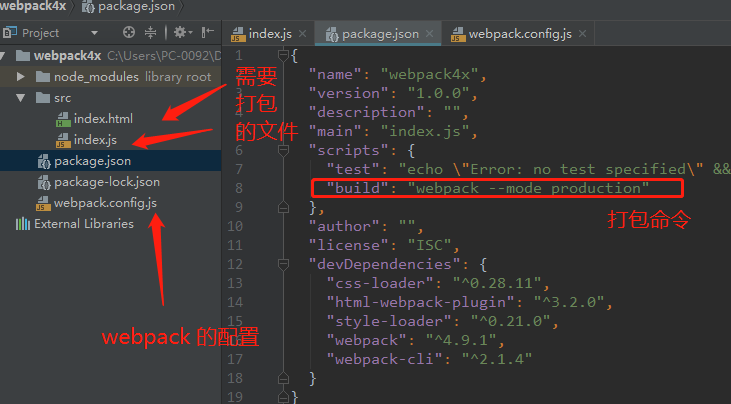 webpack4x package.json
Project
index.js package.json webpack.config.js
webpack4x C:\Users\PC-0092\D
node_modules library root
src
index.html
index.js
package.json
package-lock.json
webpack.config.js
External Libraries
需要
打包
的文件
webpack 的配置
1 {
"name": "webpack4x",
"version": "1.0.0",
"description": "",
"main": "index.js",
6 "scripts": {
7 "test": "echo \"Error: no test specified\" &&
8 "build": "webpack --mode production"
9 },
打包命令
10 "author": "",
11 "license": "ISC",
12 "devDependencies": {
13 "css-loader": "^0.28.11",
14 "html-webpack-plugin": "^3.2.0",
15 "style-loader": "^0.21.0",
"webpack": "^4.9.1",
17 "webpack-cli": "^2.1.4"
18 }
19 }